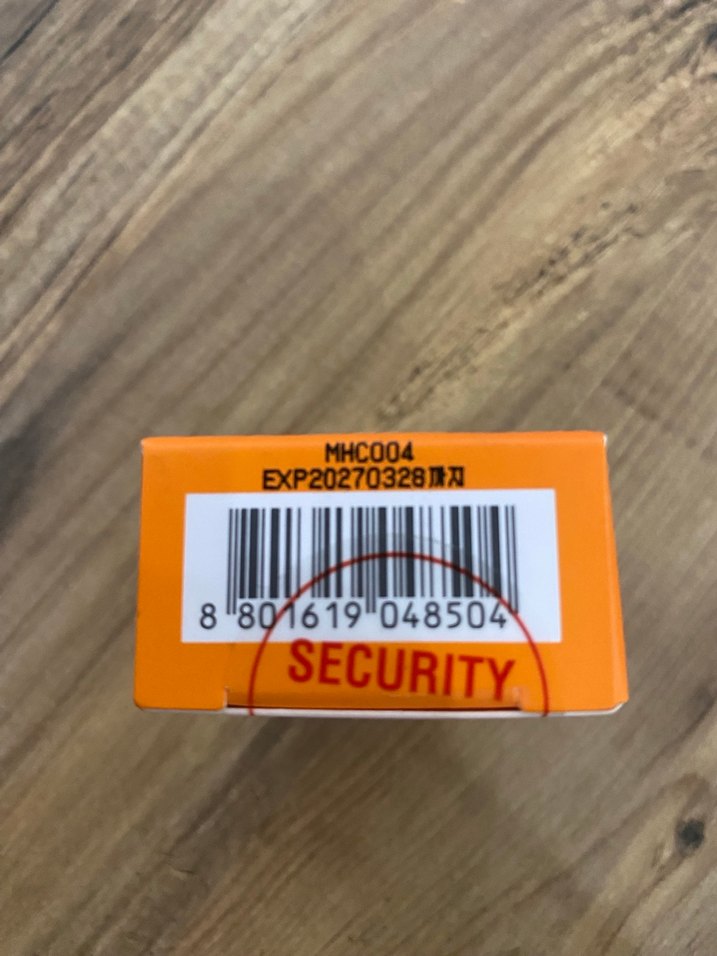 MHC004
EXP20270328까지
8 801619 048504
SECURITY